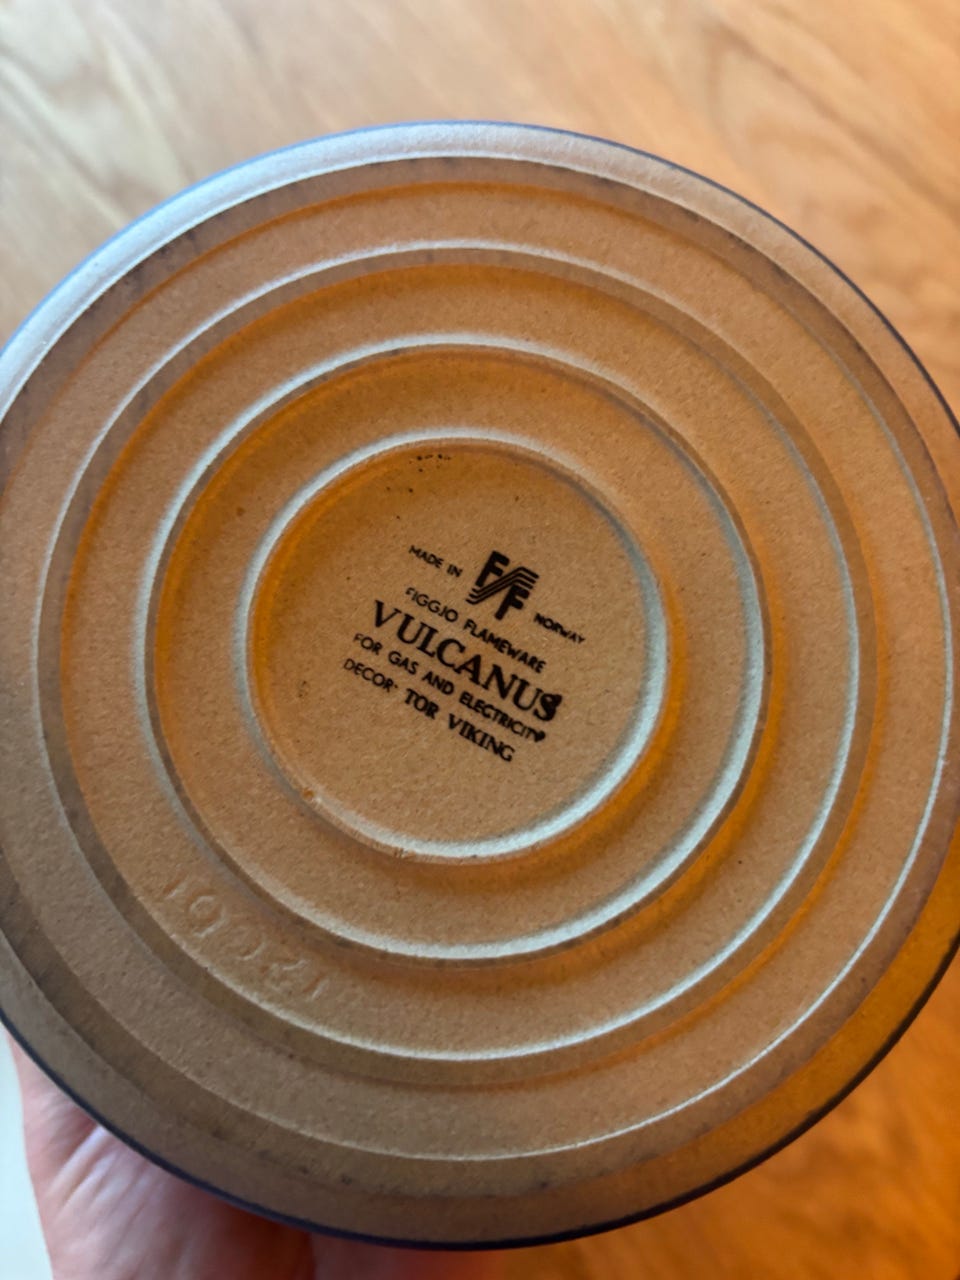 MADE IN FF NORWAY
FIGGJO FLAMEWARE
VULCANUS
FOR GAS AND ELECTRICITY
DECOR· TOR VIKING